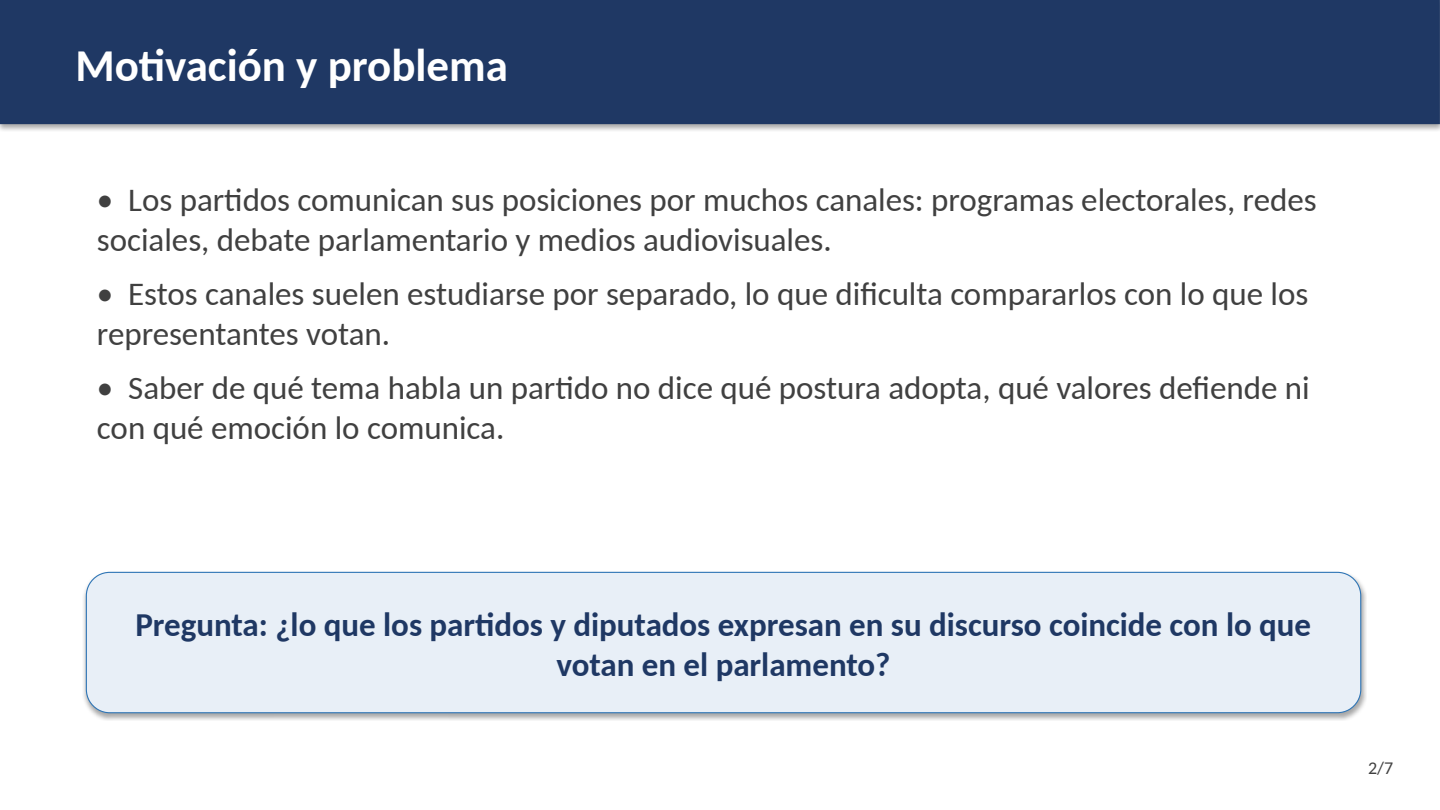 Motivación y problema
• Los partidos comunican sus posiciones por muchos canales: programas electorales, redes
sociales, debate parlamentario y medios audiovisuales.
• Estos canales suelen estudiarse por separado, lo que dificulta compararlos con lo que los
representantes votan.
• Saber de qué tema habla un partido no dice qué postura adopta, qué valores defiende ni
con qué emoción lo comunica.
Pregunta: ¿lo que los partidos y diputados expresan en su discurso coincide con lo que
votan en el parlamento?
2/7